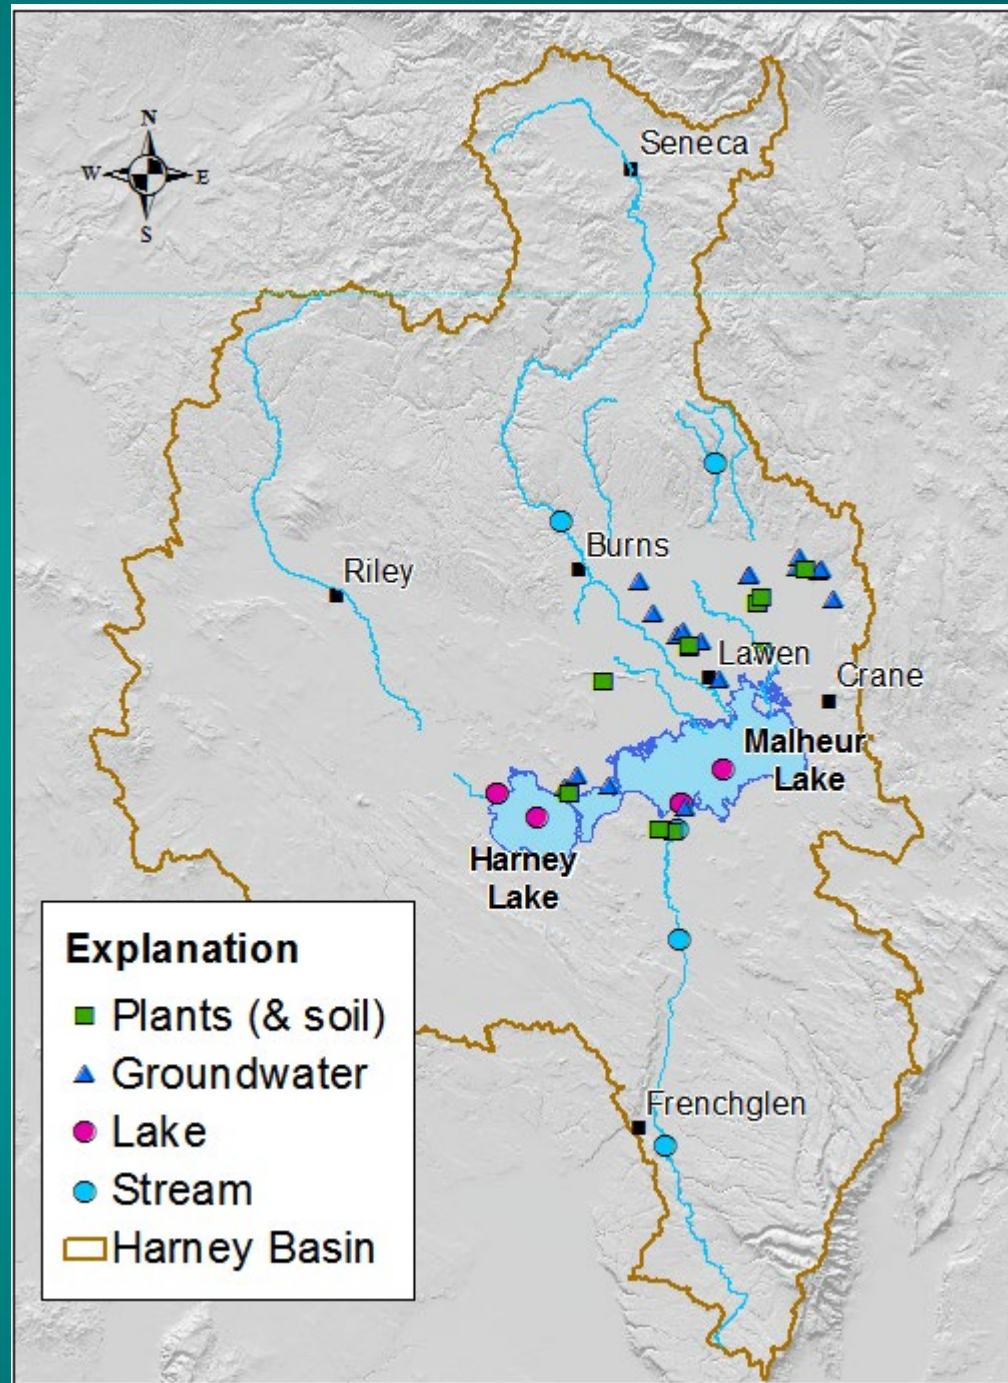 N
W E
S
Seneca
Burns
Riley
Lawen
Crane
Malheur
Lake
Harney
Lake
Explanation
Plants (& soil)
Groundwater
Lake
Stream
Harney Basin
Frenchglen